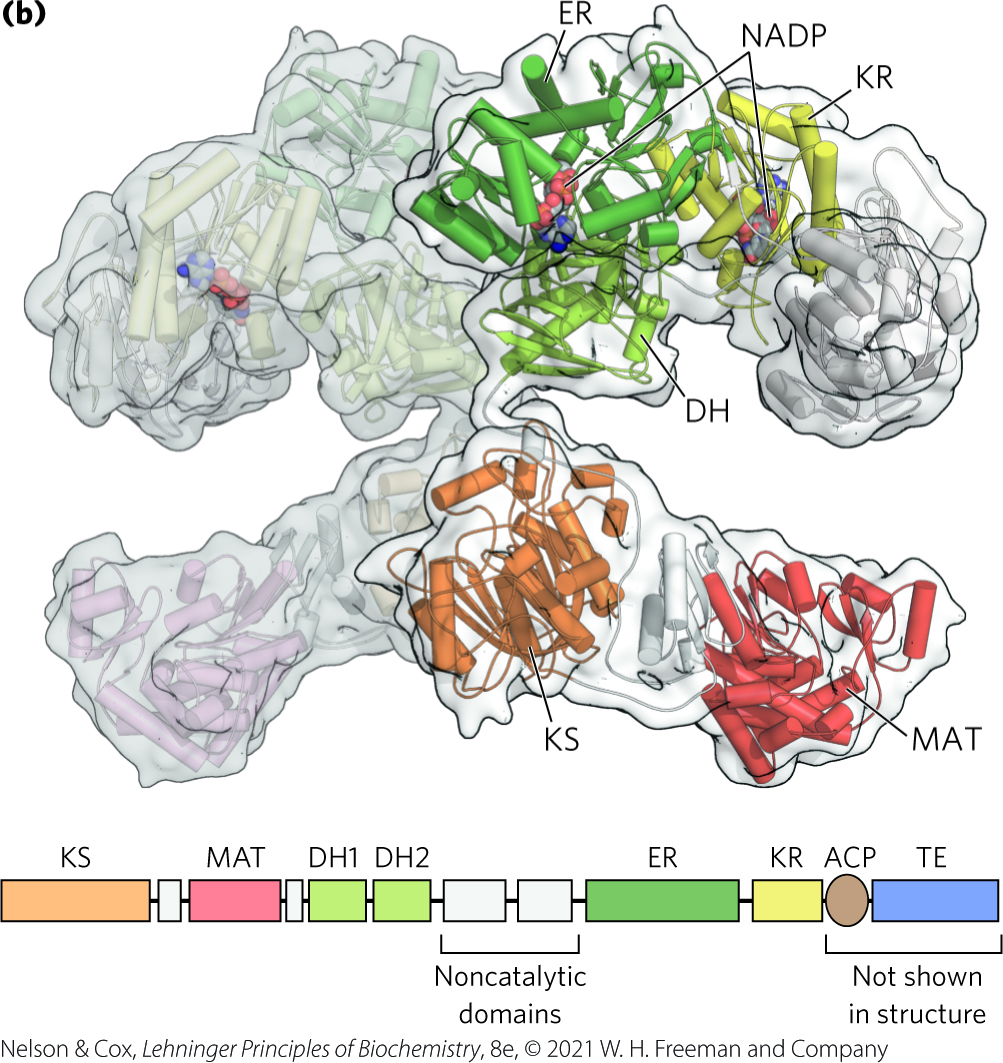 (b)
ER
NADP
KR
DH
KS
MAT
KS MAT DH1 DH2 ER KR ACP TE
Noncatalytic
domains
Not shown
in structure
Nelson & Cox, Lehninger Principles of Biochemistry, 8e, © 2021 W. H. Freeman and Company